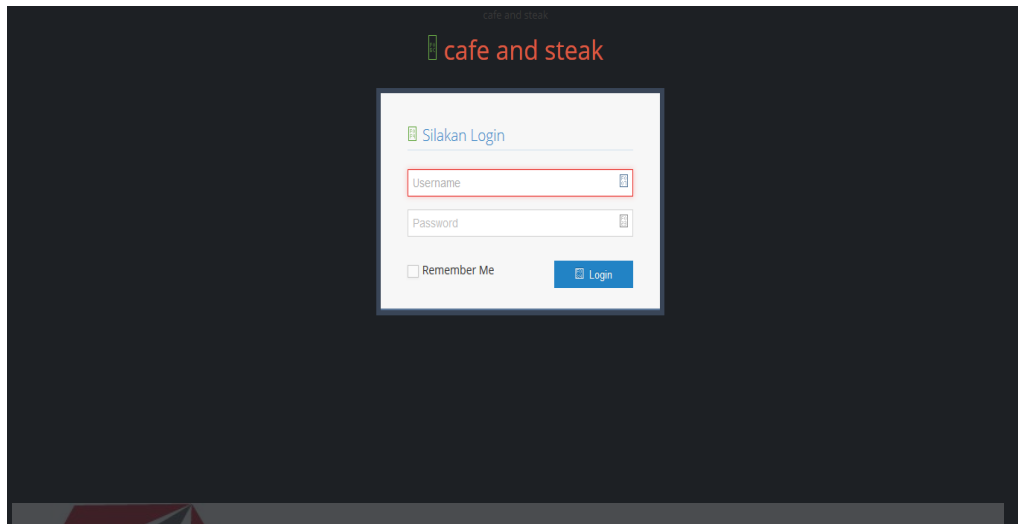 cafe and steak
cafe and steak
Silakan Login
Username
Password
Remember Me
Login